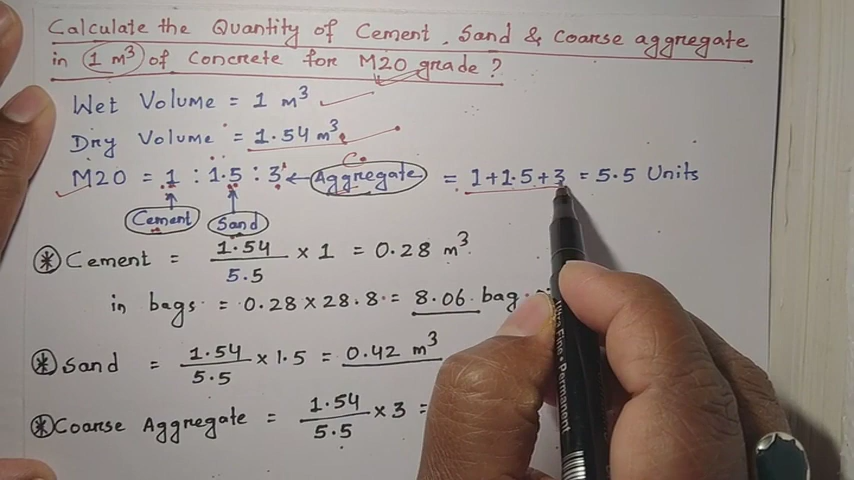 Calculate the Quantity of Cement, Sand & Coarse aggregate
in 1 m³ of Concrete for M20 grade?
Wet Volume = 1 m³
Dry Volume = 1.54 m³
M20 = 1 : 1.5 : 3 ← Aggregate = 1+1.5+3 = 5.5 Units
Cement Sand
* Cement = 1.54/5.5 × 1 = 0.28 m³
in bags = 0.28 × 28.8 = 8.06 bag
* Sand = 1.54/5.5 × 1.5 = 0.42 m³
* Coarse Aggregate = 1.54/5.5 × 3 =
Ultra Fine • Permanent